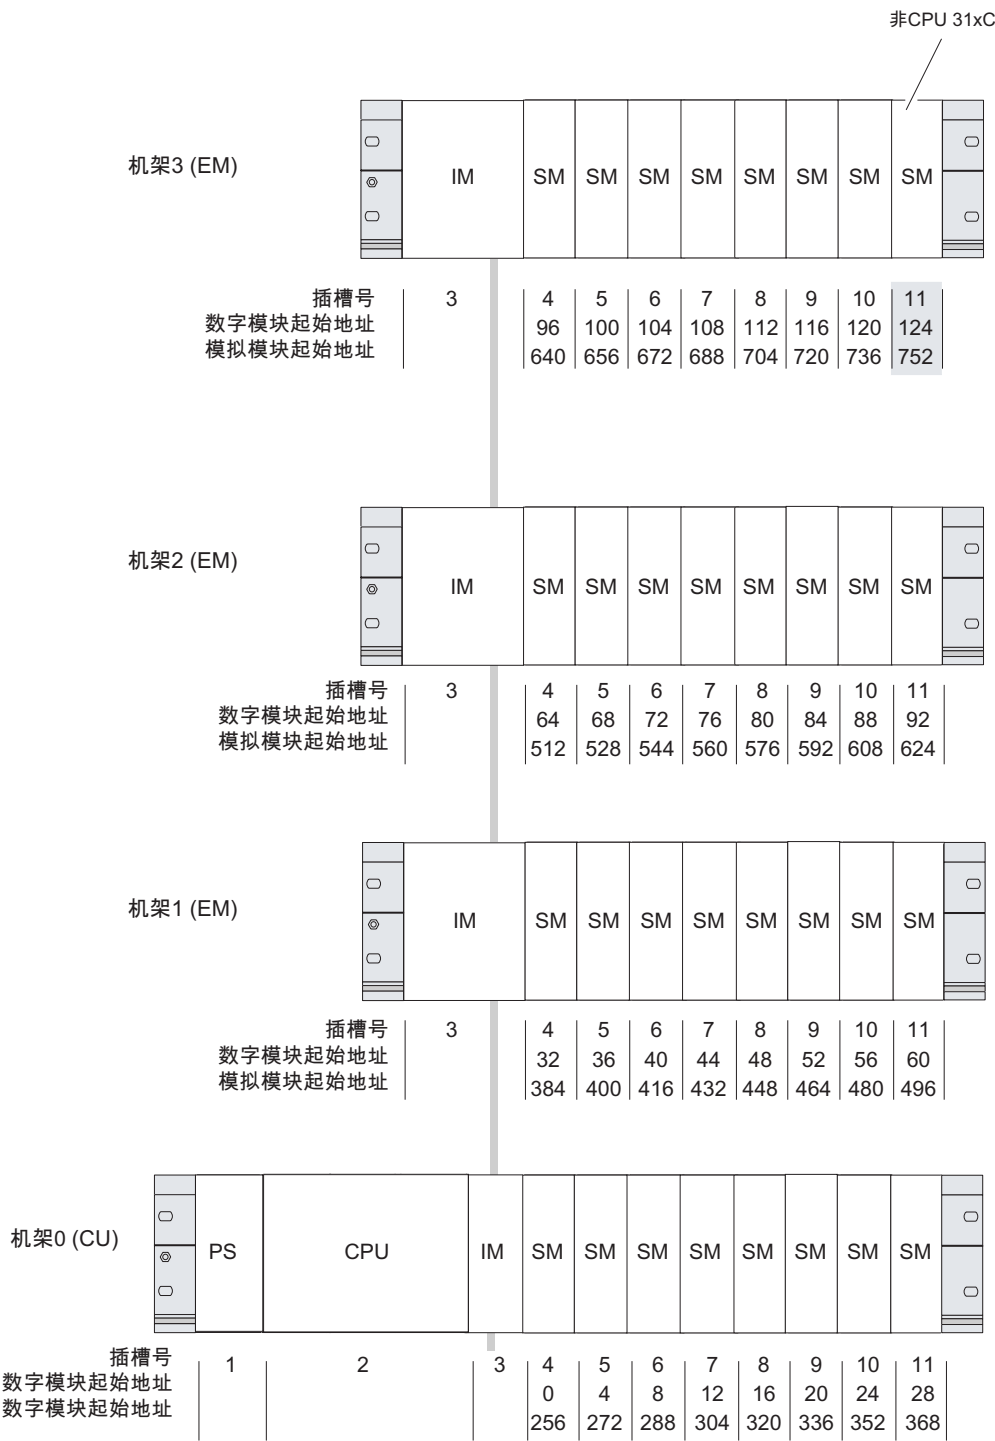 非CPU 31xC
机架3 (EM)
IM SM SM SM SM SM SM SM SM
插槽号 3 4 5 6 7 8 9 10 11
数字模块起始地址 96 100 104 108 112 116 120 124
模拟模块起始地址 640 656 672 688 704 720 736 752
机架2 (EM)
IM SM SM SM SM SM SM SM SM
插槽号 3 4 5 6 7 8 9 10 11
数字模块起始地址 64 68 72 76 80 84 88 92
模拟模块起始地址 512 528 544 560 576 592 608 624
机架1 (EM)
IM SM SM SM SM SM SM SM SM
插槽号 3 4 5 6 7 8 9 10 11
数字模块起始地址 32 36 40 44 48 52 56 60
模拟模块起始地址 384 400 416 432 448 464 480 496
机架0 (CU)
PS CPU IM SM SM SM SM SM SM SM SM
插槽号 1 2 3 4 5 6 7 8 9 10 11
数字模块起始地址 0 4 8 12 16 20 24 28
数字模块起始地址 256 272 288 304 320 336 352 368